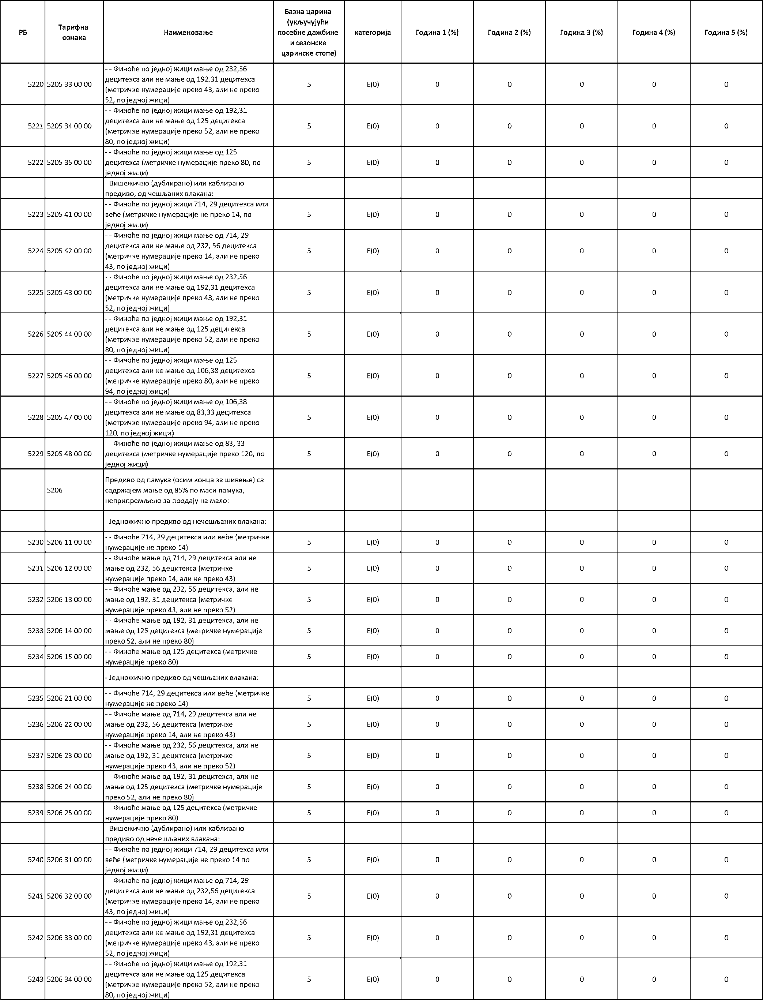 РБ
Тарифна
ознака
Наименовање
Базна царина
(укључујући
посебне дажбине
и сезонске
царинске стопе)
категорија
Година 1 (%)
Година 2 (%)
Година 3 (%)
Година 4 (%)
Година 5 (%)
- - Финоће по једној жици мање од 232,56
децитекса али не мање од 192,31 децитекса
(метричке нумерације преко 43, али не преко
52, по једној жици)
5220 5205 33 00 00 5 E(0) 0 0 0 0 0
- - Финоће по једној жици мање од 192,31
децитекса али не мање од 125 децитекса
(метричке нумерације преко 52, али не преко
80, по једној жици)
5221 5205 34 00 00 5 E(0) 0 0 0 0 0
- - Финоће по једној жици мање од 125
децитекса (метричке нумерације преко 80, по
једној жици)
5222 5205 35 00 00 5 E(0) 0 0 0 0 0
- Вишежично (дублирано) или каблирано
предиво, од чешљаних влакана:
- - Финоће по једној жици 714, 29 децитекса или
веће (метричке нумерације не преко 14, по
једној жици)
5223 5205 41 00 00 5 E(0) 0 0 0 0 0
- - Финоће по једној жици мање од 714, 29
децитекса али не мање од 232, 56 децитекса
(метричке нумерације преко 14, али не преко
43, по једној жици)
5224 5205 42 00 00 5 E(0) 0 0 0 0 0
- - Финоће по једној жици мање од 232,56
децитекса али не мање од 192,31 децитекса
(метричке нумерације преко 43, али не преко
52, по једној жици)
5225 5205 43 00 00 5 E(0) 0 0 0 0 0
- - Финоће по једној жици мање од 192,31
децитекса али не мање од 125 децитекса
(метричке нумерације преко 52, али не преко
80, по једној жици)
5226 5205 44 00 00 5 E(0) 0 0 0 0 0
- - Финоће по једној жици мање од 125
децитекса али не мање од 106,38 децитекса
(метричке нумерације преко 80, али не преко
94, по једној жици)
5227 5205 46 00 00 5 E(0) 0 0 0 0 0
- - Финоће по једној жици мање од 106,38
децитекса али не мање од 83,33 децитекса
(метричке нумерације преко 94, али не преко
120, по једној жици)
5228 5205 47 00 00 5 E(0) 0 0 0 0 0
- - Финоће по једној жици мање од 83, 33
децитекса (метричке нумерације преко 120, по
једној жици)
5229 5205 48 00 00 5 E(0) 0 0 0 0 0
5206
Предиво од памука (осим конца за шивење) са
садржајем мање од 85% по маси памука,
неприпремљено за продају на мало:
- Једножично предиво од нечешљаних влакана:
- - Финоће 714, 29 децитекса или веће (метричке
нумерације не преко 14)
5230 5206 11 00 00 5 E(0) 0 0 0 0 0
- - Финоће мање од 714, 29 децитекса али не
мање од 232, 56 децитекса (метричке
нумерације преко 14, али не преко 43)
5231 5206 12 00 00 5 E(0) 0 0 0 0 0
- - Финоће мање од 232, 56 децитекса, али не
мање од 192, 31 децитекса (метричке
нумерације преко 43, али не преко 52)
5232 5206 13 00 00 5 E(0) 0 0 0 0 0
- - Финоће мање од 192, 31 децитекса, али не
мање од 125 децитекса (метричке нумерације
преко 52, али не преко 80)
5233 5206 14 00 00 5 E(0) 0 0 0 0 0
- - Финоће мање од 125 децитекса (метричке
нумерације преко 80)
5234 5206 15 00 00 5 E(0) 0 0 0 0 0
- Једножично предиво од чешљаних влакана:
- - Финоће 714, 29 децитекса или веће (метричке
нумерације не преко 14)
5235 5206 21 00 00 5 E(0) 0 0 0 0 0
- - Финоће мање од 714, 29 децитекса али не
мање од 232, 56 децитекса (метричке
нумерације преко 14, али не преко 43)
5236 5206 22 00 00 5 E(0) 0 0 0 0 0
- - Финоће мање од 232, 56 децитекса, али не
мање од 192, 31 децитекса (метричке
нумерације преко 43, али не преко 52)
5237 5206 23 00 00 5 E(0) 0 0 0 0 0
- - Финоће мање од 192, 31 децитекса, али не
мање од 125 децитекса (метричке нумерације
преко 52, али не преко 80)
5238 5206 24 00 00 5 E(0) 0 0 0 0 0
- - Финоће мање од 125 децитекса (метричке
нумерације преко 80)
5239 5206 25 00 00 5 E(0) 0 0 0 0 0
- Вишежично (дублирано) или каблирано
предиво од нечешљаних влакана:
- - Финоће по једној жици 714, 29 децитекса или
веће (метричке нумерације не преко 14 по
једној жици)
5240 5206 31 00 00 5 E(0) 0 0 0 0 0
- - Финоће по једној жици мање од 714, 29
децитекса али не мање од 232,56 децитекса
(метричке нумерације преко 14, али не преко
43, по једној жици)
5241 5206 32 00 00 5 E(0) 0 0 0 0 0
- - Финоће по једној жици мање од 232,56
децитекса али не мање од 192,31 децитекса
(метричке нумерације преко 43, али не преко
52, по једној жици)
5242 5206 33 00 00 5 E(0) 0 0 0 0 0
- - Финоће по једној жици мање од 192,31
децитекса али не мање од 125 децитекса
(метричке нумерације преко 52, али не преко
80, по једној жици)
5243 5206 34 00 00 5 E(0) 0 0 0 0 0